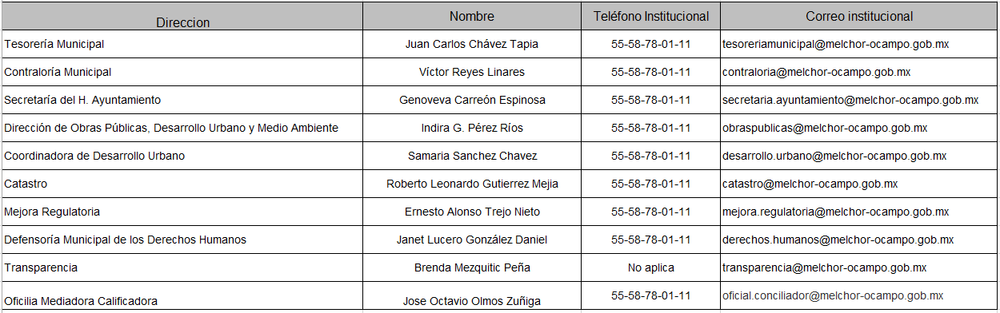 Direccion Nombre Teléfono Institucional Correo institucional
Tesorería Municipal Juan Carlos Chávez Tapia 55-58-78-01-11 tesoreriamunicipal@melchor-ocampo.gob.mx
Contraloría Municipal Víctor Reyes Linares 55-58-78-01-11 contraloria@melchor-ocampo.gob.mx
Secretaría del H. Ayuntamiento Genoveva Carreón Espinosa 55-58-78-01-11 secretaria.ayuntamiento@melchor-ocampo.gob.mx
Dirección de Obras Públicas, Desarrollo Urbano y Medio Ambiente Indira G. Pérez Ríos 55-58-78-01-11 obraspublicas@melchor-ocampo.gob.mx
Coordinadora de Desarrollo Urbano Samaria Sanchez Chavez 55-58-78-01-11 desarrollo.urbano@melchor-ocampo.gob.mx
Catastro Roberto Leonardo Gutierrez Mejia 55-58-78-01-11 catastro@melchor-ocampo.gob.mx
Mejora Regulatoria Ernesto Alonso Trejo Nieto 55-58-78-01-11 mejora.regulatoria@melchor-ocampo.gob.mx
Defensoría Municipal de los Derechos Humanos Janet Lucero González Daniel 55-58-78-01-11 derechos.humanos@melchor-ocampo.gob.mx
Transparencia Brenda Mezquitic Peña No aplica transparencia@melchor-ocampo.gob.mx
Oficilia Mediadora Calificadora Jose Octavio Olmos Zuñiga 55-58-78-01-11 oficial.conciliador@melchor-ocampo.gob.mx